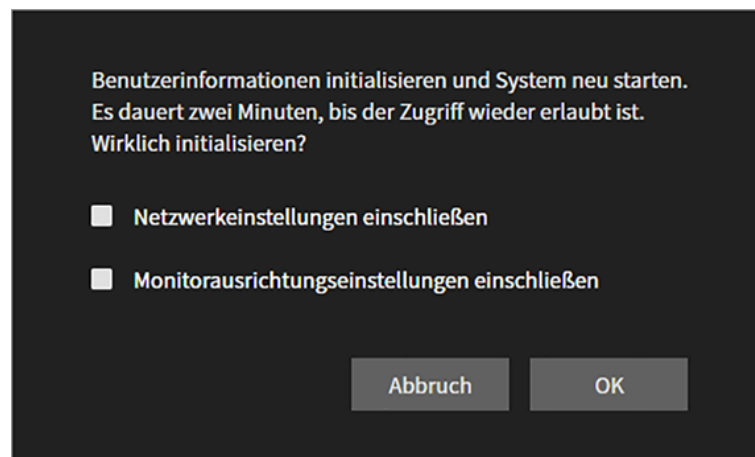 Benutzerinformationen initialisieren und System neu starten.
Es dauert zwei Minuten, bis der Zugriff wieder erlaubt ist.
Wirklich initialisieren?
Netzwerkeinstellungen einschließen
Monitorausrichtungseinstellungen einschließen
Abbruch
OK